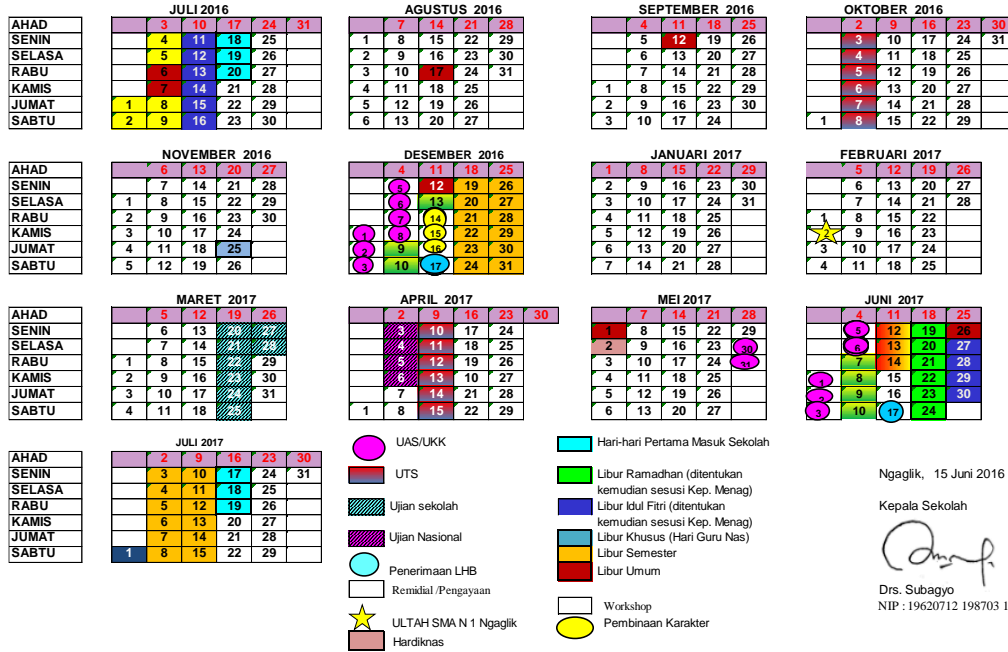 JULI 2016 AGUSTUS 2016 SEPTEMBER 2016 OKTOBER 2016
AHAD 3 10 17 24 31 7 14 21 28 4 11 18 25 2 9 16 23 30
SENIN 4 11 18 25 1 8 15 22 29 5 12 19 26 3 10 17 24 31
SELASA 5 12 19 26 2 9 16 23 30 6 13 20 27 4 11 18 25
RABU 6 13 20 27 3 10 17 24 31 7 14 21 28 5 12 19 26
KAMIS 7 14 21 28 4 11 18 25 1 8 15 22 29 6 13 20 27
JUMAT 1 8 15 22 29 5 12 19 26 2 9 16 23 30 7 14 21 28
SABTU 2 9 16 23 30 6 13 20 27 3 10 17 24 1 8 15 22 29
NOVEMBER 2016 DESEMBER 2016 JANUARI 2017 FEBRUARI 2017
AHAD 6 13 20 27 4 11 18 25 1 8 15 22 29 5 12 19 26
SENIN 7 14 21 28 5 12 19 26 2 9 16 23 30 6 13 20 27
SELASA 1 8 15 22 29 6 13 20 27 3 10 17 24 31 7 14 21 28
RABU 2 9 16 23 30 7 14 21 28 4 11 18 25 1 8 15 22
KAMIS 3 10 17 24 1 8 15 22 29 5 12 19 26 2 9 16 23
JUMAT 4 11 18 25 2 9 16 23 30 6 13 20 27 3 10 17 24
SABTU 5 12 19 26 3 10 17 24 31 7 14 21 28 4 11 18 25
MARET 2017 APRIL 2017 MEI 2017 JUNI 2017
AHAD 5 12 19 26 2 9 16 23 30 7 14 21 28 4 11 18 25
SENIN 6 13 20 27 3 10 17 24 1 8 15 22 29 5 12 19 26
SELASA 7 14 21 28 4 11 18 25 2 9 16 23 30 6 13 20 27
RABU 1 8 15 22 29 5 12 19 26 3 10 17 24 31 7 14 21 28
KAMIS 2 9 16 23 30 6 13 10 27 4 11 18 25 1 8 15 22 29
JUMAT 3 10 17 24 31 7 14 21 28 5 12 19 26 2 9 16 23 30
SABTU 4 11 18 25 1 8 15 22 29 6 13 20 27 3 10 17 24
JULI 2017
AHAD 2 9 16 23 30
SENIN 3 10 17 24 31
SELASA 4 11 18 25
RABU 5 12 19 26
KAMIS 6 13 20 27
JUMAT 7 14 21 28
SABTU 1 8 15 22 29
UAS/UKK
UTS
Ujian sekolah
Ujian Nasional
Penerimaan LHB
Remidial /Pengayaan
ULTAH SMA N 1 Ngaglik
Hardiknas
Hari-hari Pertama Masuk Sekolah
Libur Ramadhan (ditentukan
kemudian sesusi Kep. Menag)
Libur Idul Fitri (ditentukan
kemudian sesusi Kep. Menag)
Libur Khusus (Hari Guru Nas)
Libur Semester
Libur Umum
Workshop
Pembinaan Karakter
Ngaglik, 15 Juni 2016
Kepala Sekolah
Drs. Subagyo
NIP : 19620712 198703 1